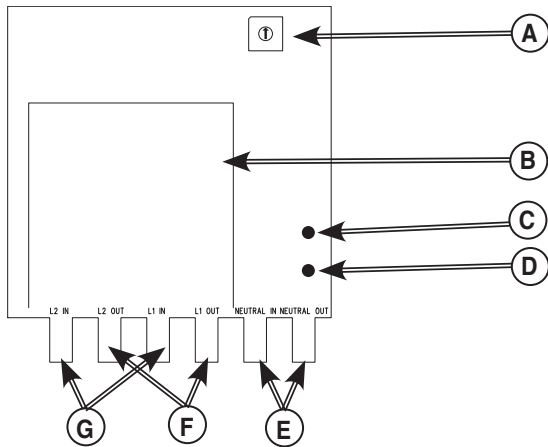 A
B
C
D
L2 IN L2 OUT L1 IN L1 OUT NEUTRAL IN NEUTRAL OUT
G F E